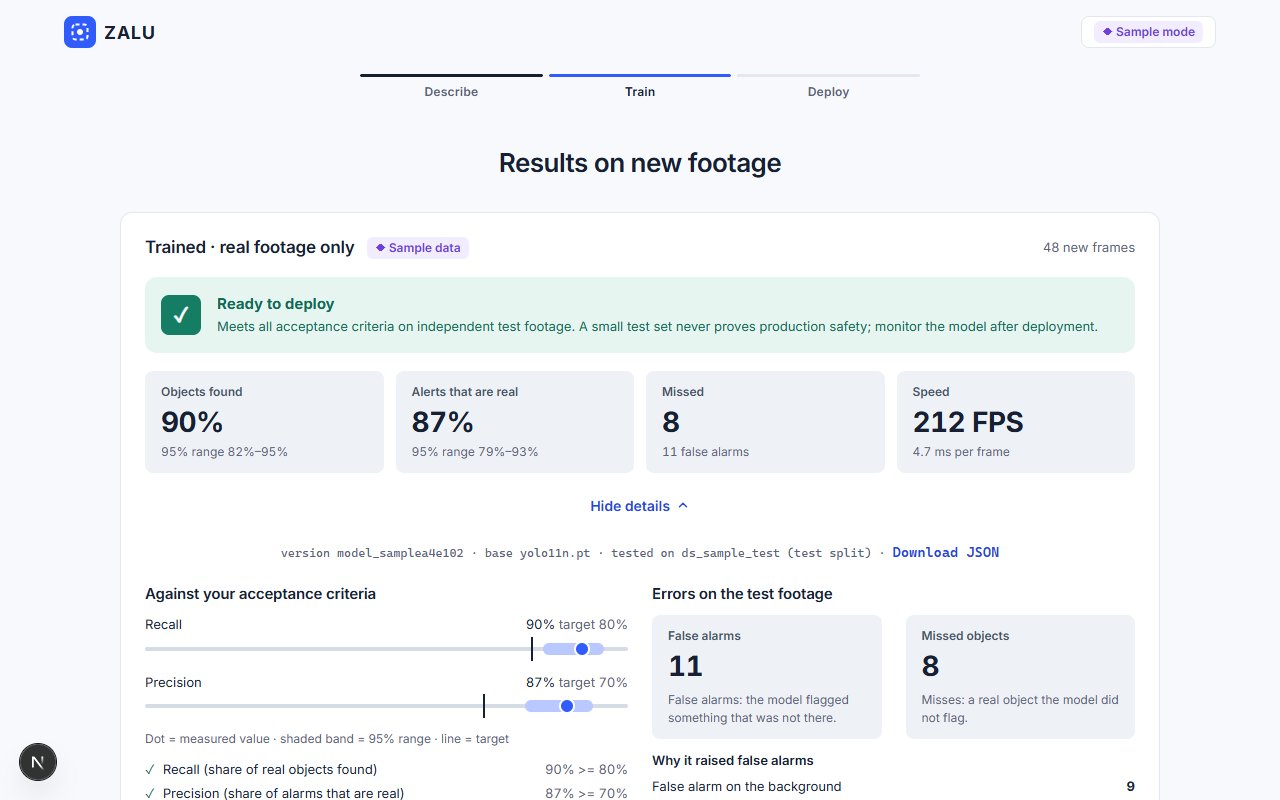 ZALU
Sample mode
Describe
Train
Deploy
Results on new footage
Trained · real footage only
Sample data
48 new frames
Ready to deploy
Meets all acceptance criteria on independent test footage. A small test set never proves production safety; monitor the model after deployment.
Objects found
90%
95% range 82%–95%
Alerts that are real
87%
95% range 79%–93%
Missed
8
11 false alarms
Speed
212 FPS
4.7 ms per frame
Hide details
version model_samplea4e102 · base yolo11n.pt · tested on ds_sample_test (test split) · Download JSON
Against your acceptance criteria
Recall
90% target 80%
Precision
87% target 70%
Dot = measured value · shaded band = 95% range · line = target
✓ Recall (share of real objects found) 90% >= 80%
✓ Precision (share of alarms that are real) 87% >= 70%
Errors on the test footage
False alarms
11
False alarms: the model flagged
something that was not there.
Missed objects
8
Misses: a real object the model did
not flag.
Why it raised false alarms
False alarm on the background 9
N